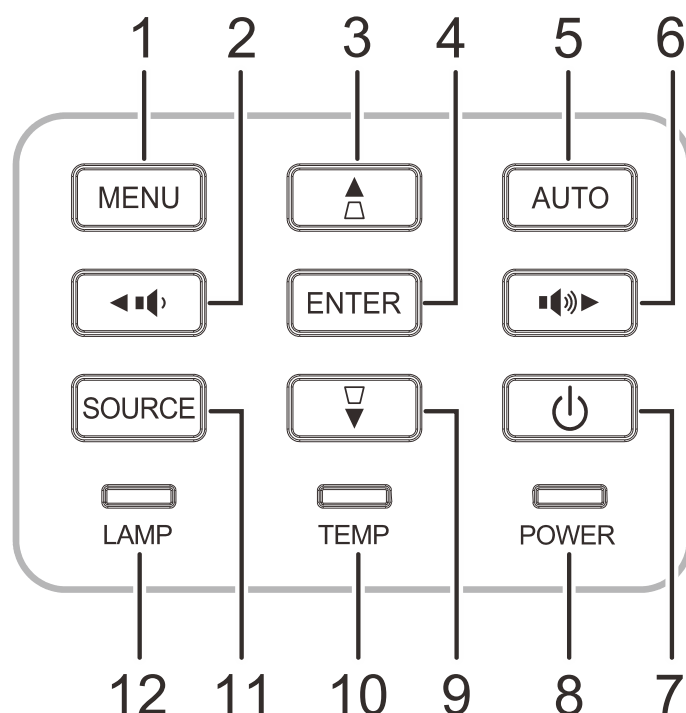 1 2 3 4 5 6
MENU AUTO
ENTER
SOURCE
LAMP TEMP POWER
12 11 10 9 8 7